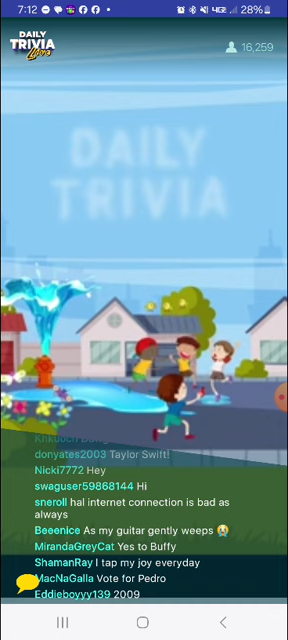 7:12
4GE
28%
DAILY
TRIVIA
Live
16,259
DAILY
TRIVIA
donyates2003 Taylor Swift!
Nicki7772 Hey
swaguser59868144 Hi
sneroll hal internet connection is bad as
always
Beeenice As my guitar gently weeps 😭
MirandaGreyCat Yes to Buffy
ShamanRay I tap my joy everyday
MacNaGalla Vote for Pedro
Eddieboyyy139 2009